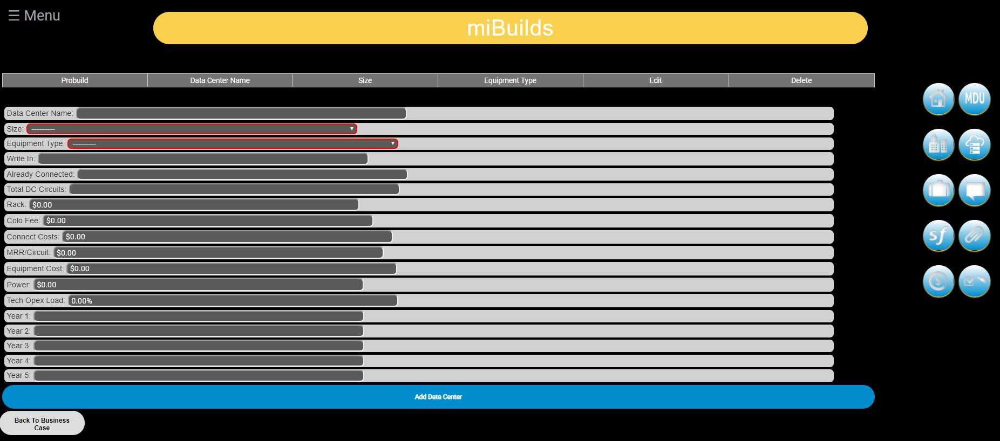 ☰ Menu
miBuilds
Probuild Data Center Name Size Equipment Type Edit Delete
MDU
Data Center Name:
Size: ---------
Equipment Type: ---------
Write In:
Already Connected:
Total DC Circuits:
Rack: $0.00
Colo Fee: $0.00
Connect Costs: $0.00
MRR/Circuit: $0.00
sf
Equipment Cost: $0.00
Power: $0.00
$
Tech Opex Load: 0.00%
Year 1:
Year 2:
Year 3:
Year 4:
Year 5:
Add Data Center
Back To Business
Case